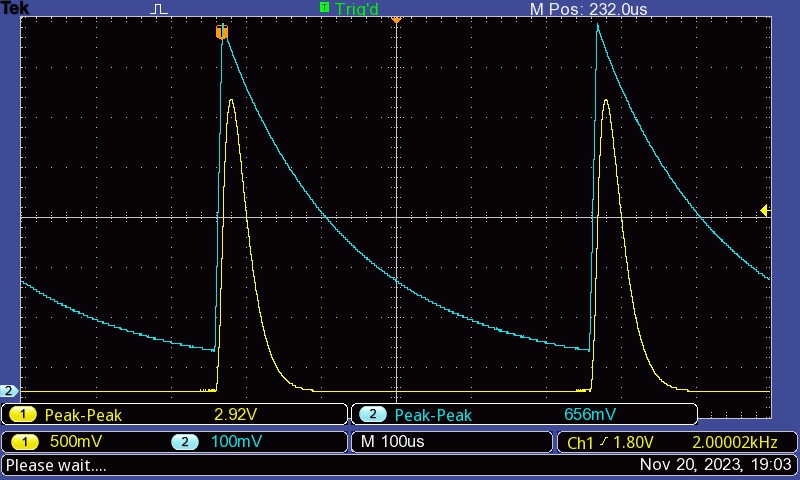 Tek T Trig'd M Pos: 232.0us
T
2
1 Peak-Peak 2.92V 2 Peak-Peak 656mV
1 500mV 2 100mV M 100us Ch1 / 1.80V 2.00002kHz
Please wait.... Nov 20, 2023, 19:03